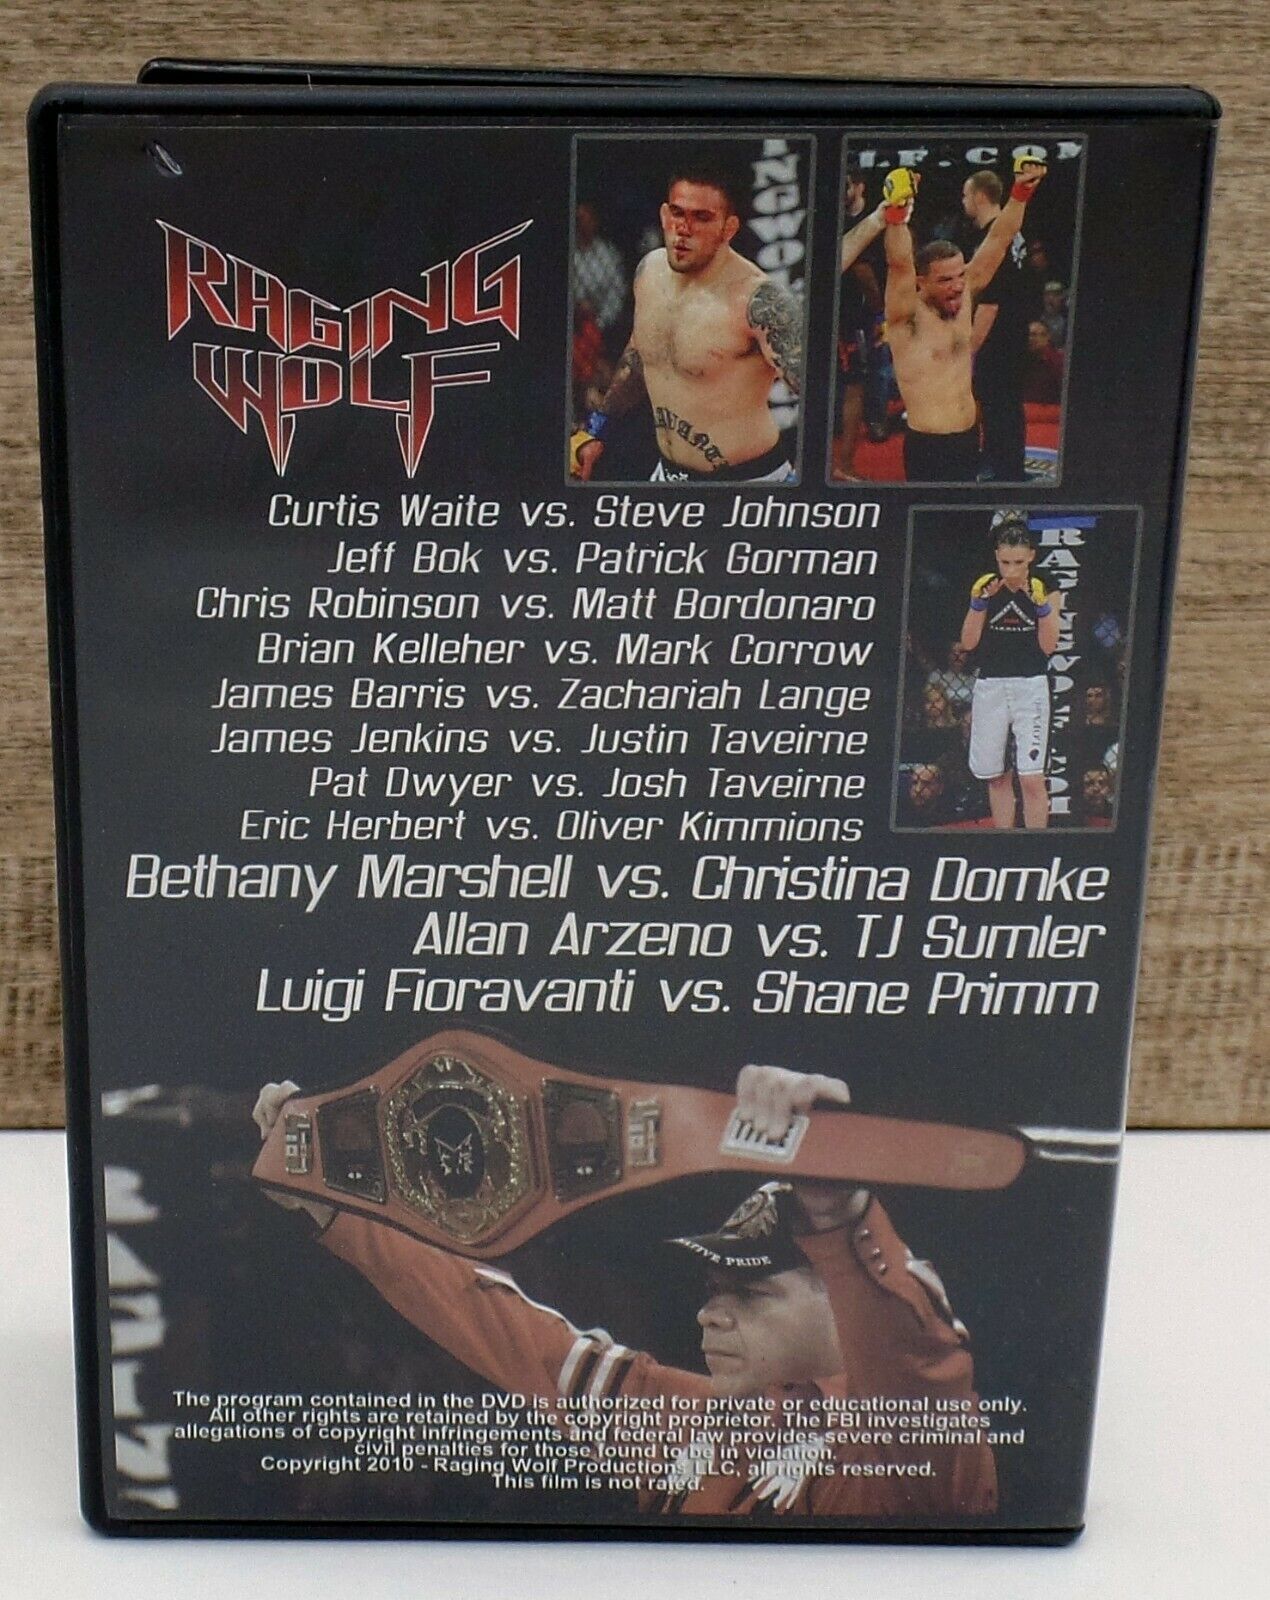 RAGING
WOLF
LF.COM
Curtis Waite vs. Steve Johnson
Jeff Bok vs. Patrick Gorman
Chris Robinson vs. Matt Bordonaro
Brian Kelleher vs. Mark Corrow
James Barris vs. Zachariah Lange
James Jenkins vs. Justin Taveirne
Pat Dwyer vs. Josh Taveirne
Eric Herbert vs. Oliver Kimmions
Bethany Marshell vs. Christina Domke
Allan Arzeno vs. TJ Sumler
Luigi Fioravanti vs. Shane Primm
NATIVE PRIDE
The program contained in the DVD is authorized for private or educational use only.
All other rights are retained by the copyright proprietor. The FBI investigates
allegations of copyright infringements and federal law provides severe criminal and
civil penalties for those found to be in violation.
Copyright 2010 - Raging Wolf Productions LLC, all rights reserved.
This film is not rated.